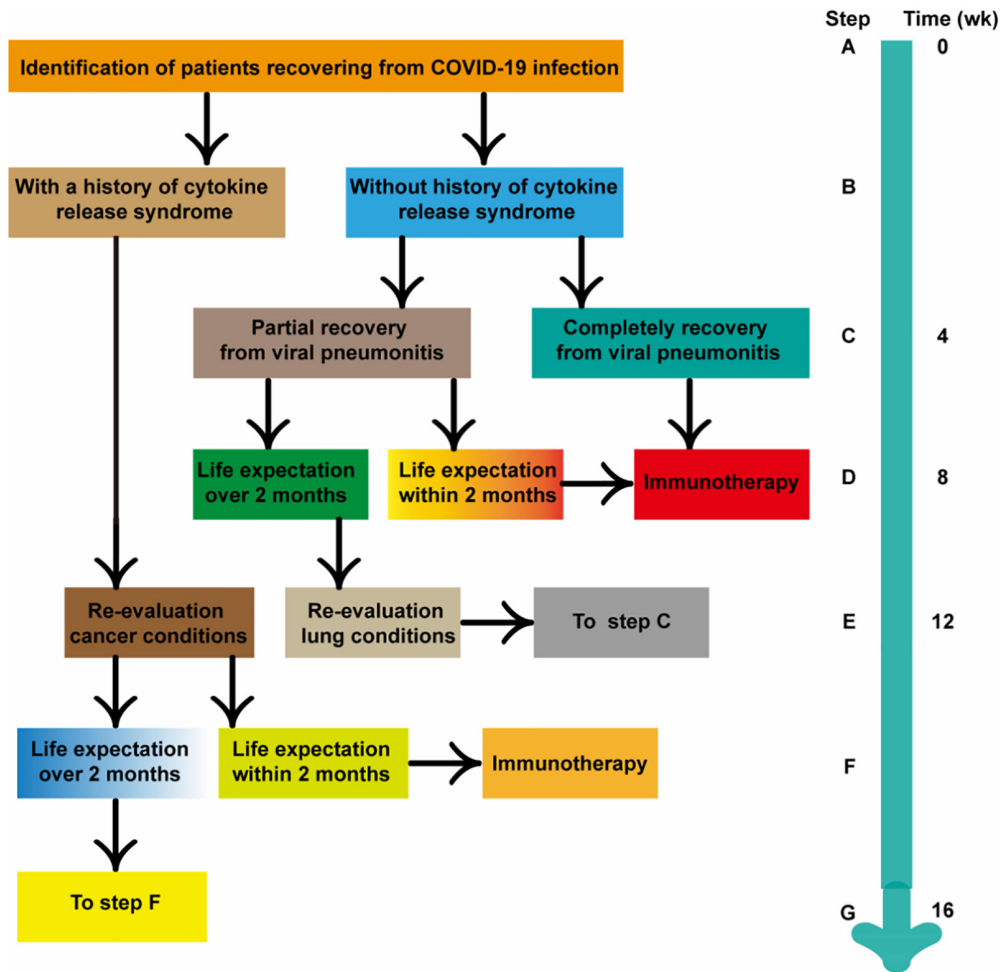 Step Time (wk)
Identification of patients recovering from COVID-19 infection
A 0
With a history of cytokine
release syndrome
Without history of cytokine
release syndrome
B
Partial recovery
from viral pneumonitis
Completely recovery
from viral pneumonitis
C 4
Life expectation
over 2 months
Life expectation
within 2 months
Immunotherapy
D 8
Re-evaluation
cancer conditions
Re-evaluation
lung conditions
To step C
E 12
Life expectation
over 2 months
Life expectation
within 2 months
Immunotherapy
F
To step F
G 16